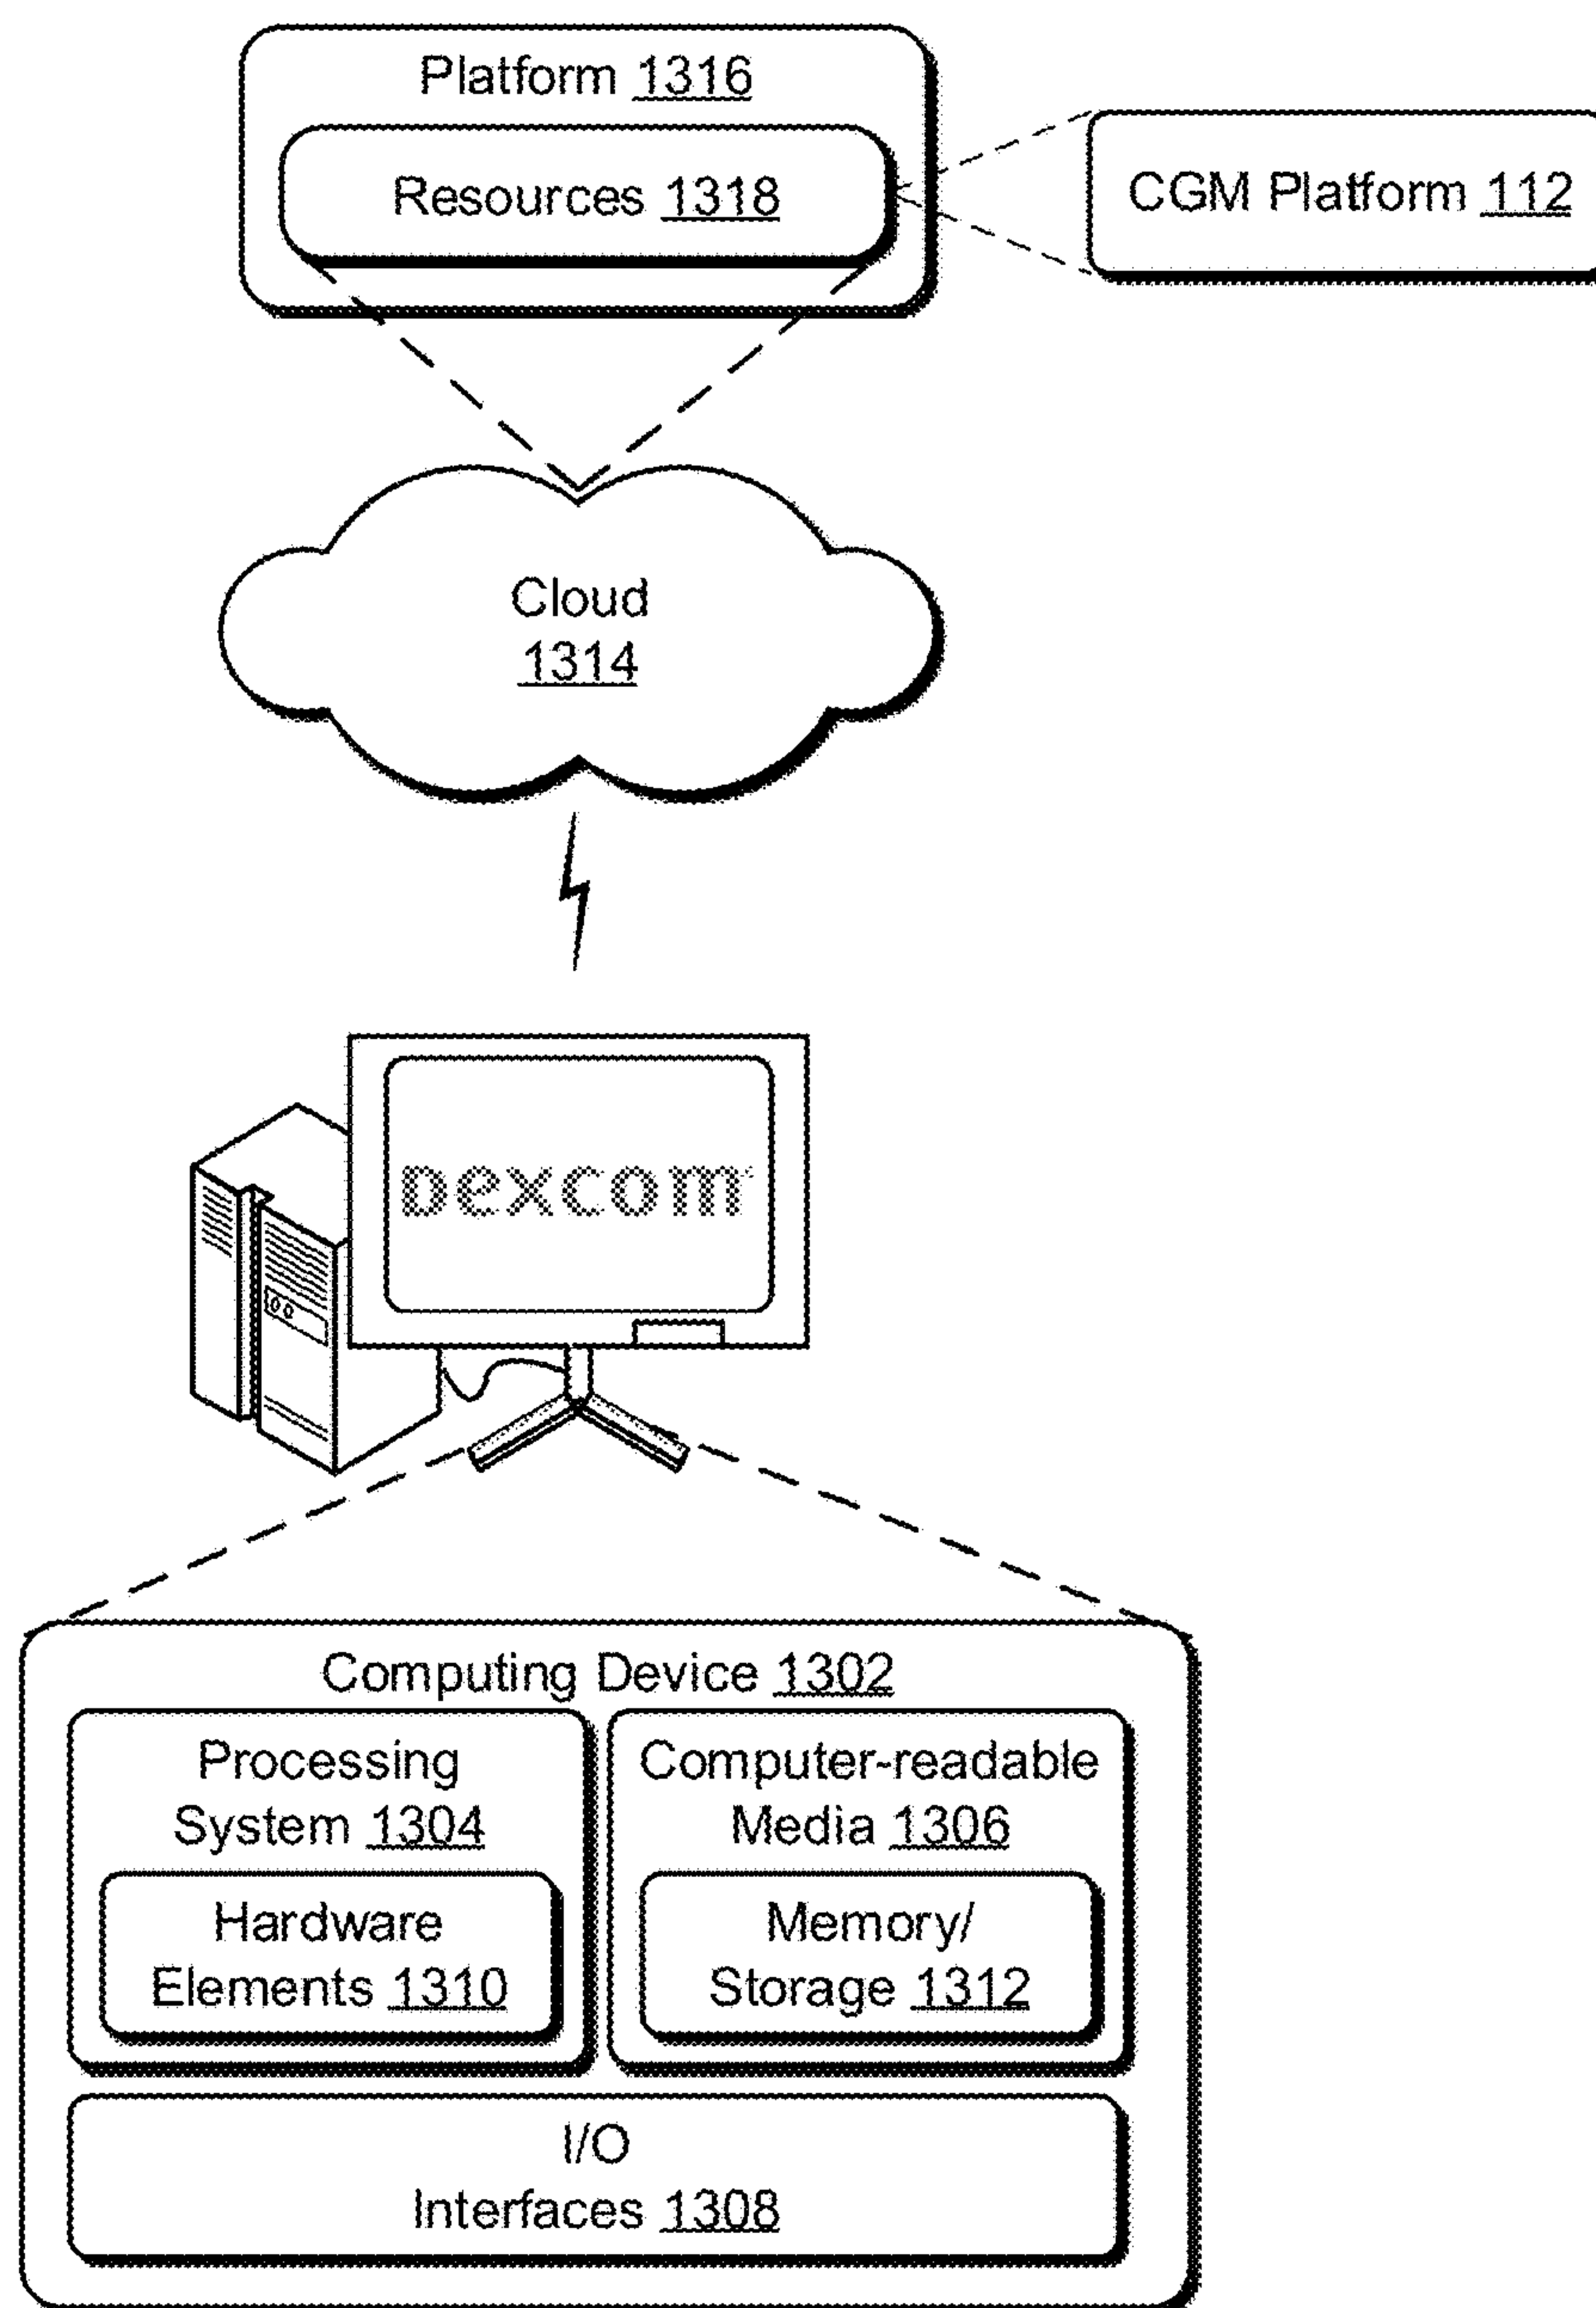 Platform 1316
Resources 1318
CGM Platform 112
Cloud
1314
Dexcom
Computing Device 1302
Processing
System 1304
Hardware
Elements 1310
Computer-readable
Media 1306
Memory/
Storage 1312
I/O
Interfaces 1308